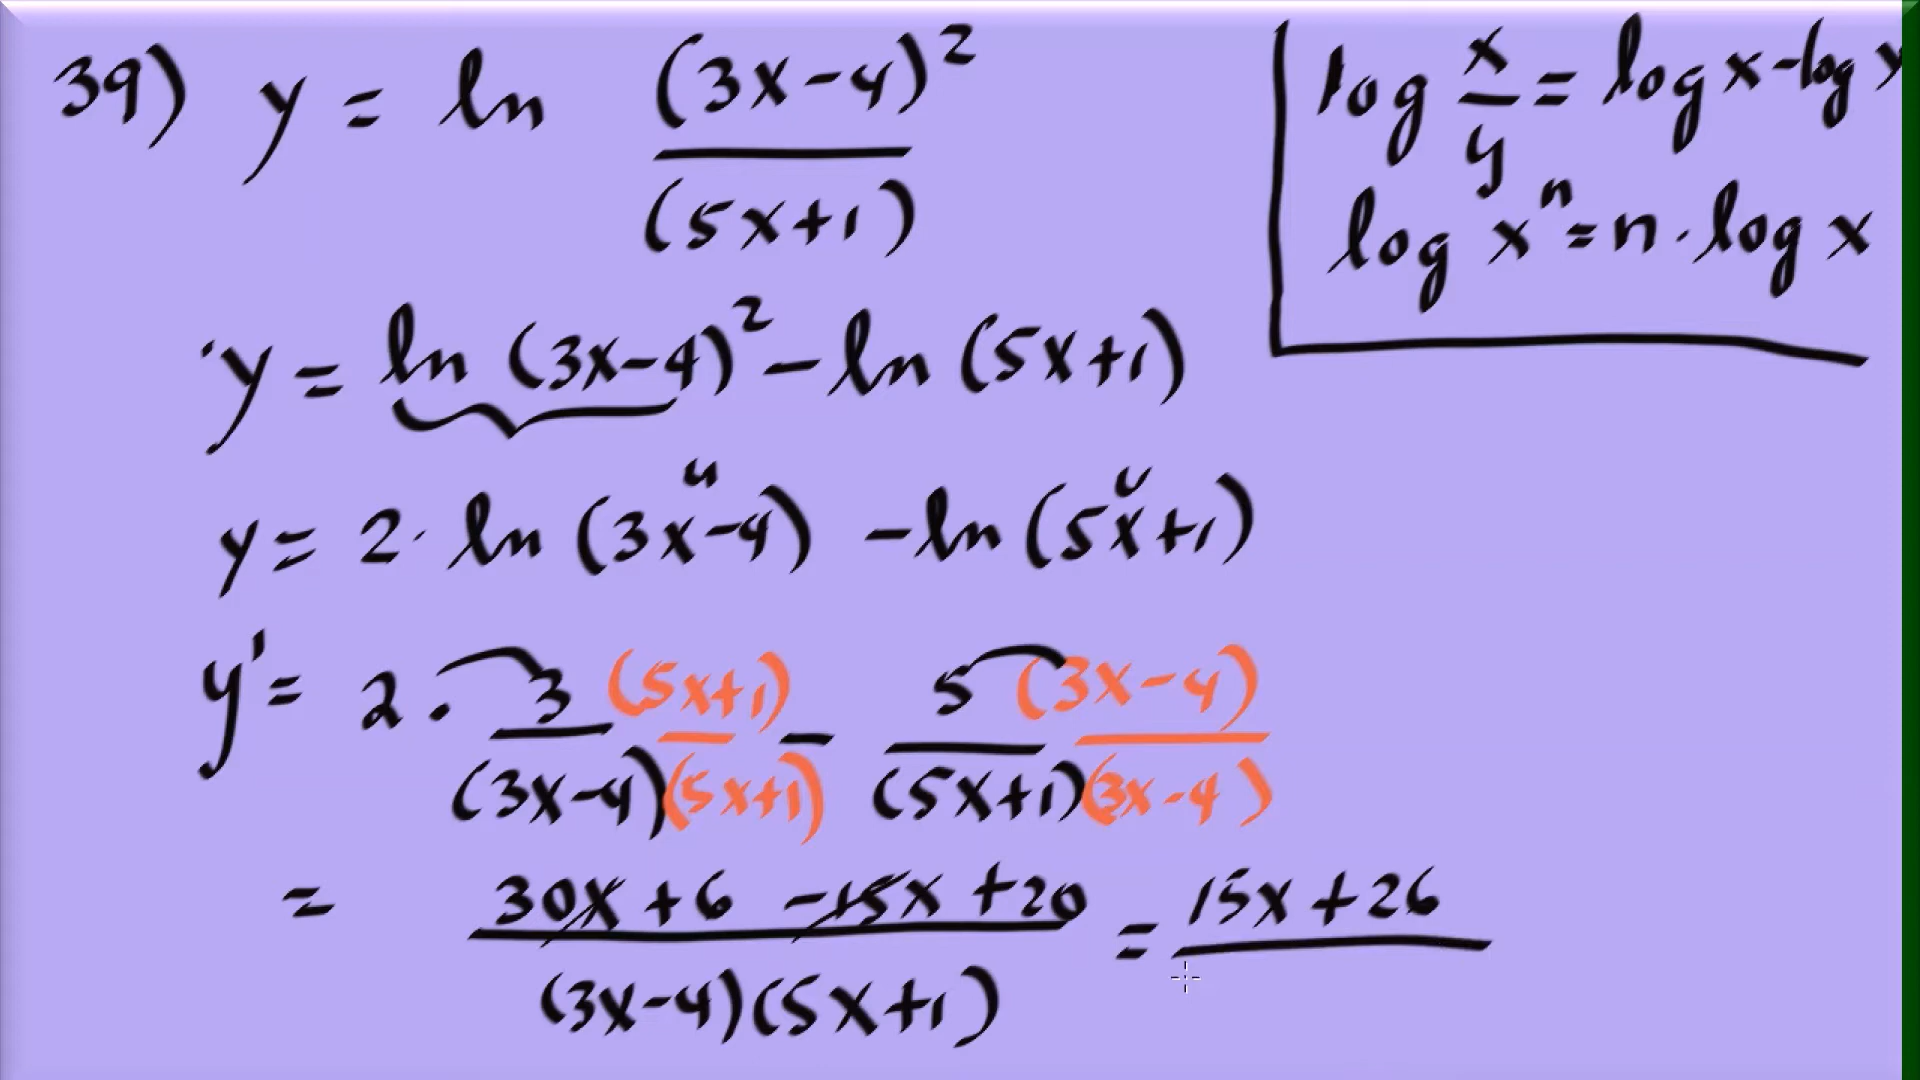 39) y = ln (3x-4)² / (5x+1)
log x/y = log x - log y
log xⁿ = n · log x
y = ln (3x-4)² - ln (5x+1)
u u
y = 2 · ln (3x-4) - ln (5x+1)
y' = 2 · 3 (5x+1) / (3x-4)(5x+1) - 5 (3x-4) / (5x+1)(3x-4)
= 30x + 6 - 15x + 20 / (3x-4)(5x+1) = 15x + 26